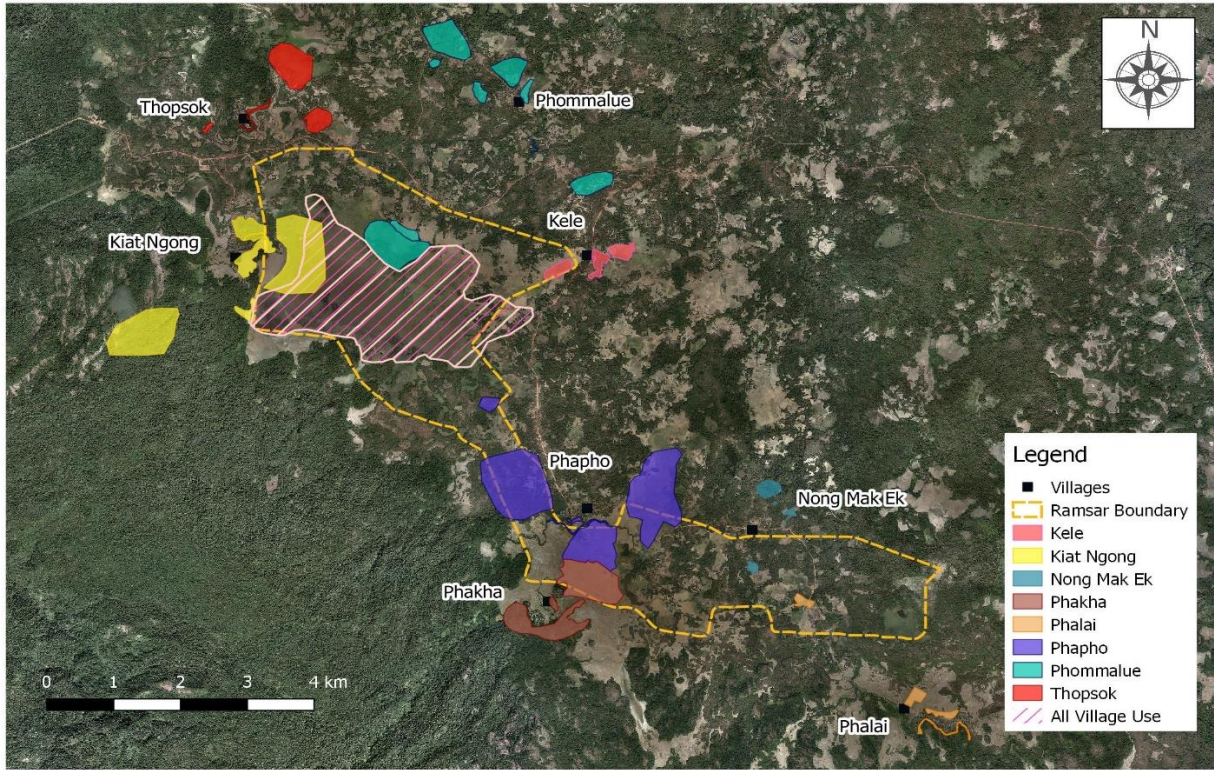 N
Thopsok
Phommalue
Kele
Kiat Ngong
Phapho
Nong Mak Ek
Phakha
Phalai
0 1 2 3 4 km
Legend
Villages
Ramsar Boundary
Kele
Kiat Ngong
Nong Mak Ek
Phakha
Phalai
Phapho
Phommalue
Thopsok
All Village Use